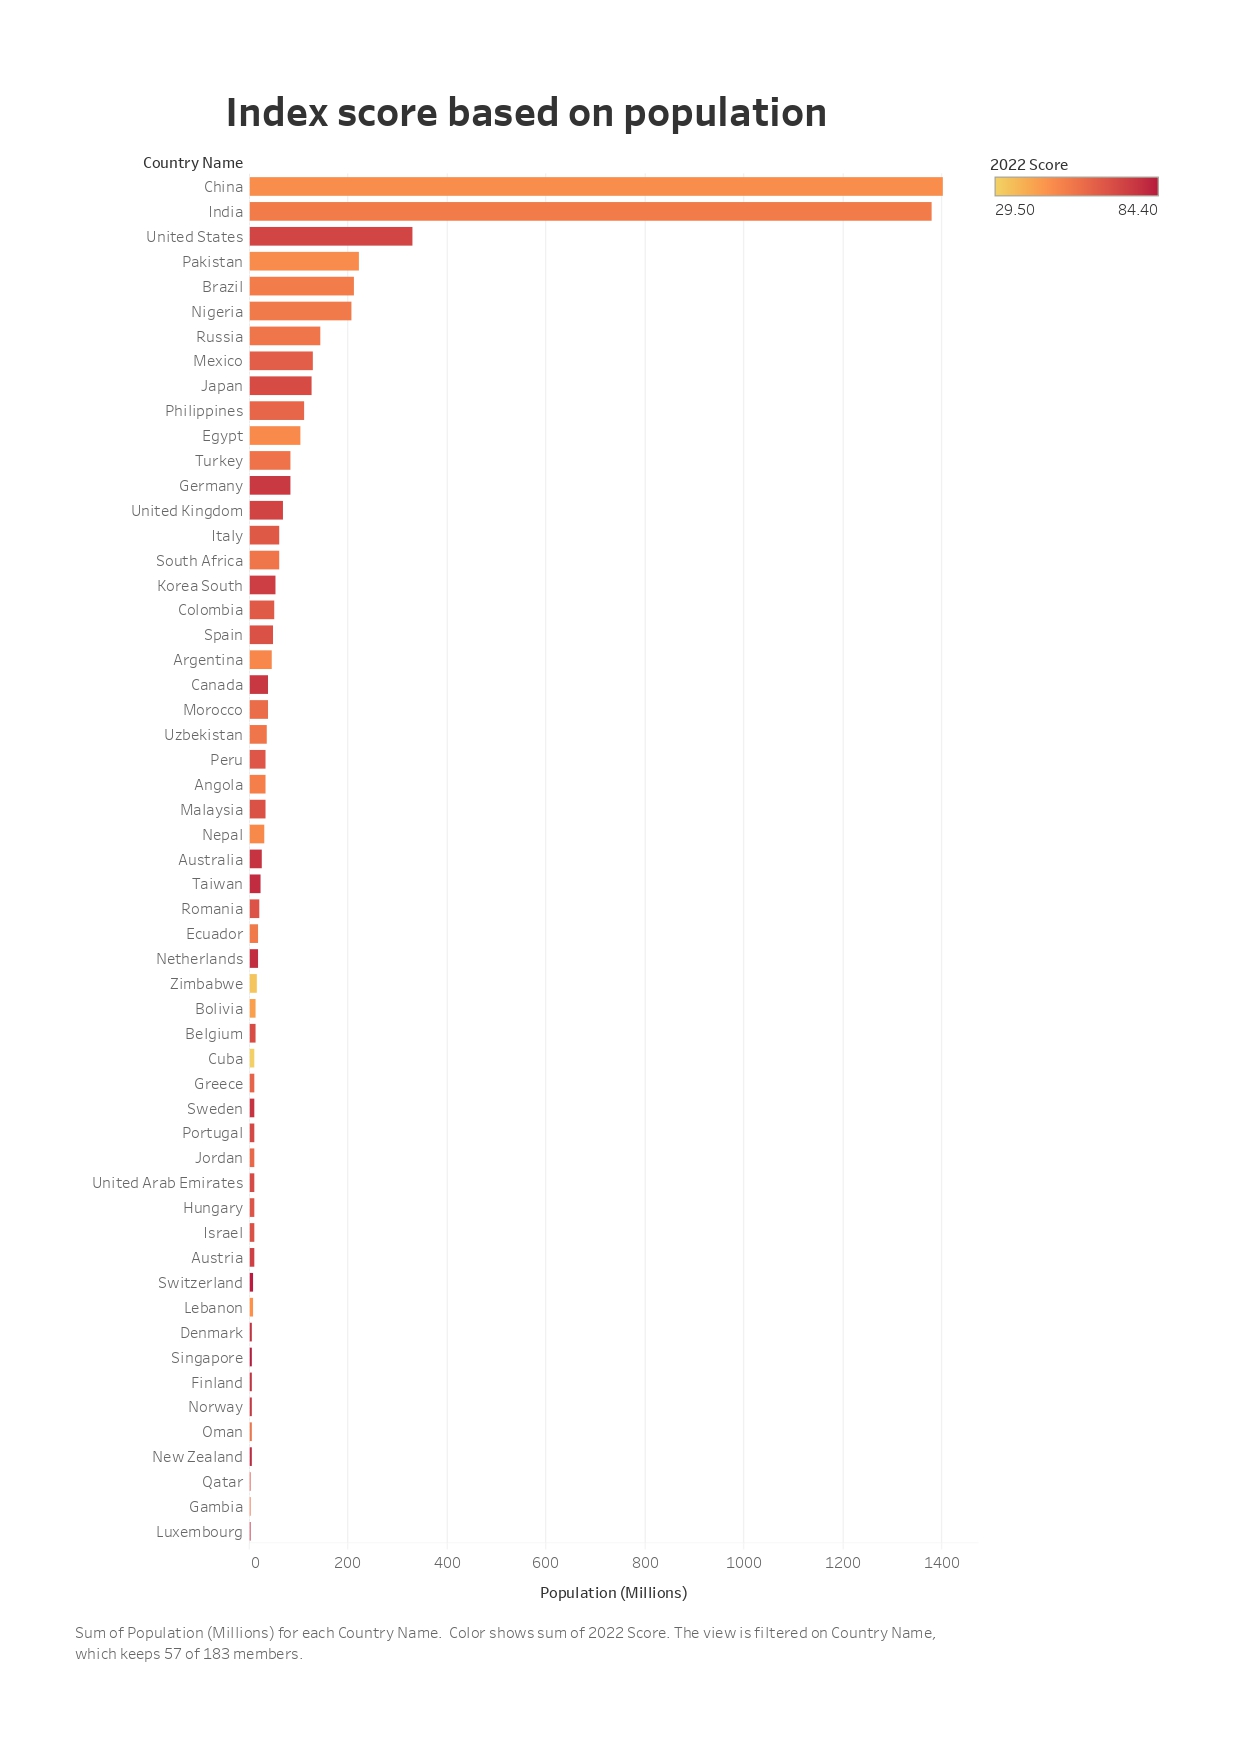 Index score based on population
Country Name
2022 Score
29.50 84.40
China
India
United States
Pakistan
Brazil
Nigeria
Russia
Mexico
Japan
Philippines
Egypt
Turkey
Germany
United Kingdom
Italy
South Africa
Korea South
Colombia
Spain
Argentina
Canada
Morocco
Uzbekistan
Peru
Angola
Malaysia
Nepal
Australia
Taiwan
Romania
Ecuador
Netherlands
Zimbabwe
Bolivia
Belgium
Cuba
Greece
Sweden
Portugal
Jordan
United Arab Emirates
Hungary
Israel
Austria
Switzerland
Lebanon
Denmark
Singapore
Finland
Norway
Oman
New Zealand
Qatar
Gambia
Luxembourg
0 200 400 600 800 1000 1200 1400
Population (Millions)
Sum of Population (Millions) for each Country Name. Color shows sum of 2022 Score. The view is filtered on Country Name,
which keeps 57 of 183 members.